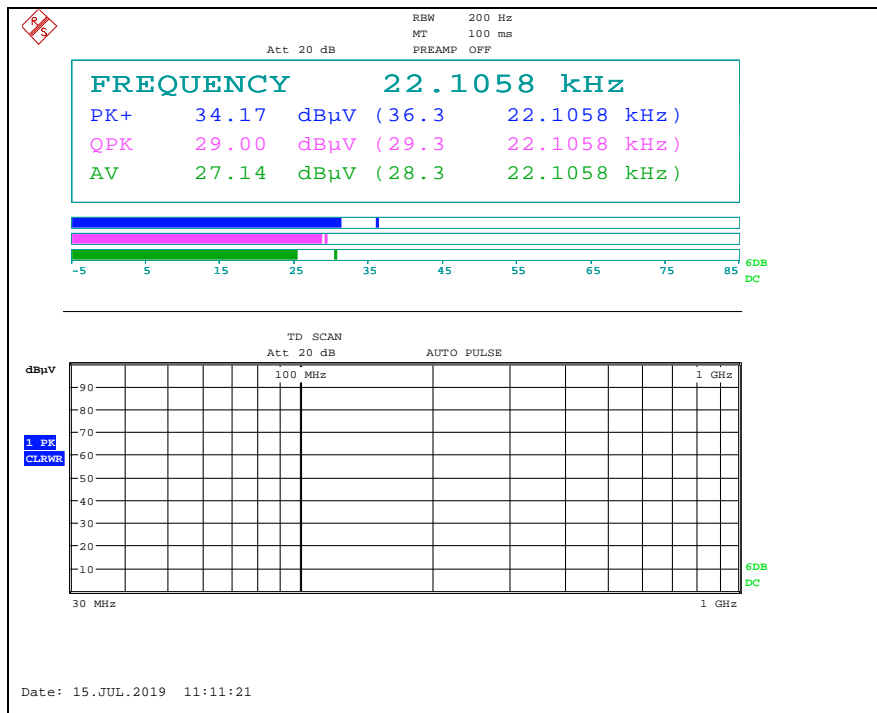 R S
RBW 200 Hz
MT 100 ms
Att 20 dB PREAMP OFF
FREQUENCY 22.1058 kHz
PK+ 34.17 dBµV (36.3 22.1058 kHz)
QPK 29.00 dBµV (29.3 22.1058 kHz)
AV 27.14 dBµV (28.3 22.1058 kHz)
-5 5 15 25 35 45 55 65 75 85
6DB
DC
TD SCAN
Att 20 dB AUTO PULSE
dBµV
100 MHz 1 GHz
90
80
70
1 PK
60
CLRWR
50
40
30
20
10
6DB
DC
30 MHz 1 GHz
Date: 15.JUL.2019 11:11:21